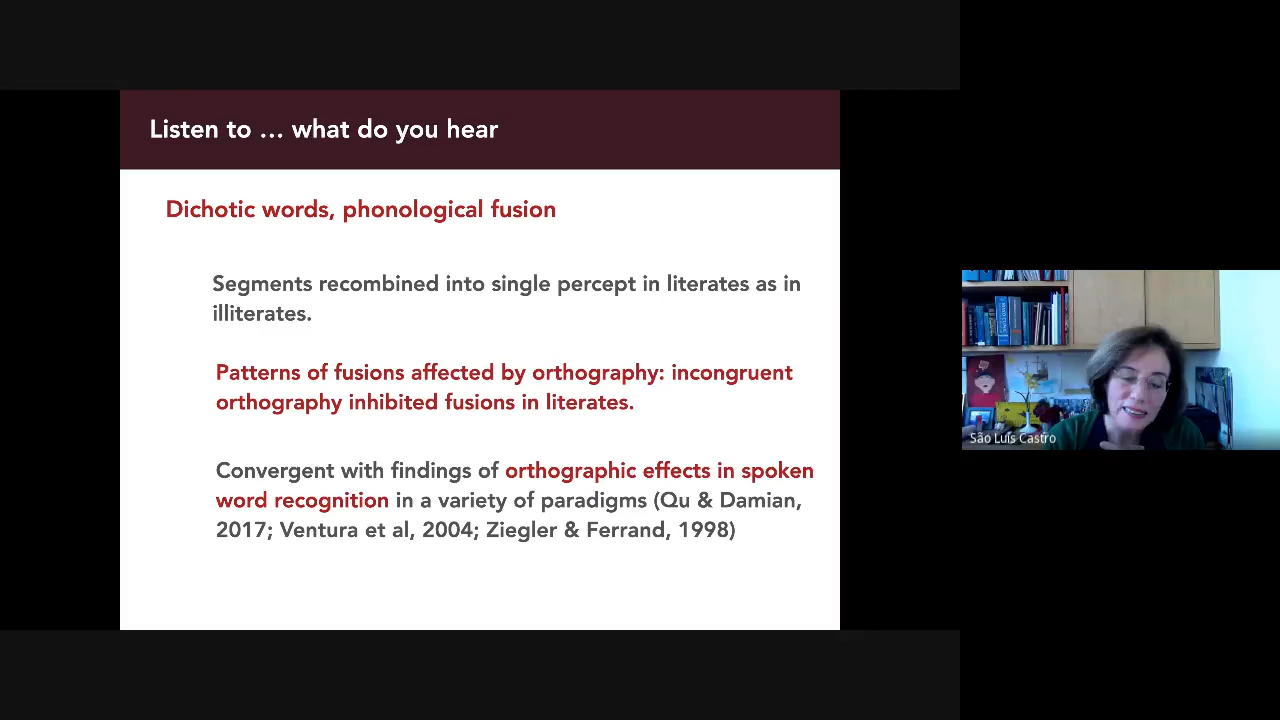 Listen to … what do you hear
Dichotic words, phonological fusion
Segments recombined into single percept in literates as in
illiterates.
Patterns of fusions affected by orthography: incongruent
orthography inhibited fusions in literates.
Convergent with findings of orthographic effects in spoken
word recognition in a variety of paradigms (Qu & Damian,
2017; Ventura et al, 2004; Ziegler & Ferrand, 1998)
São Luís Castro